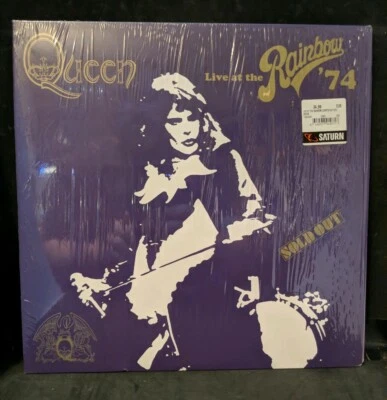 Queen
Live at the Rainbow '74
SATURN
SOLD OUT